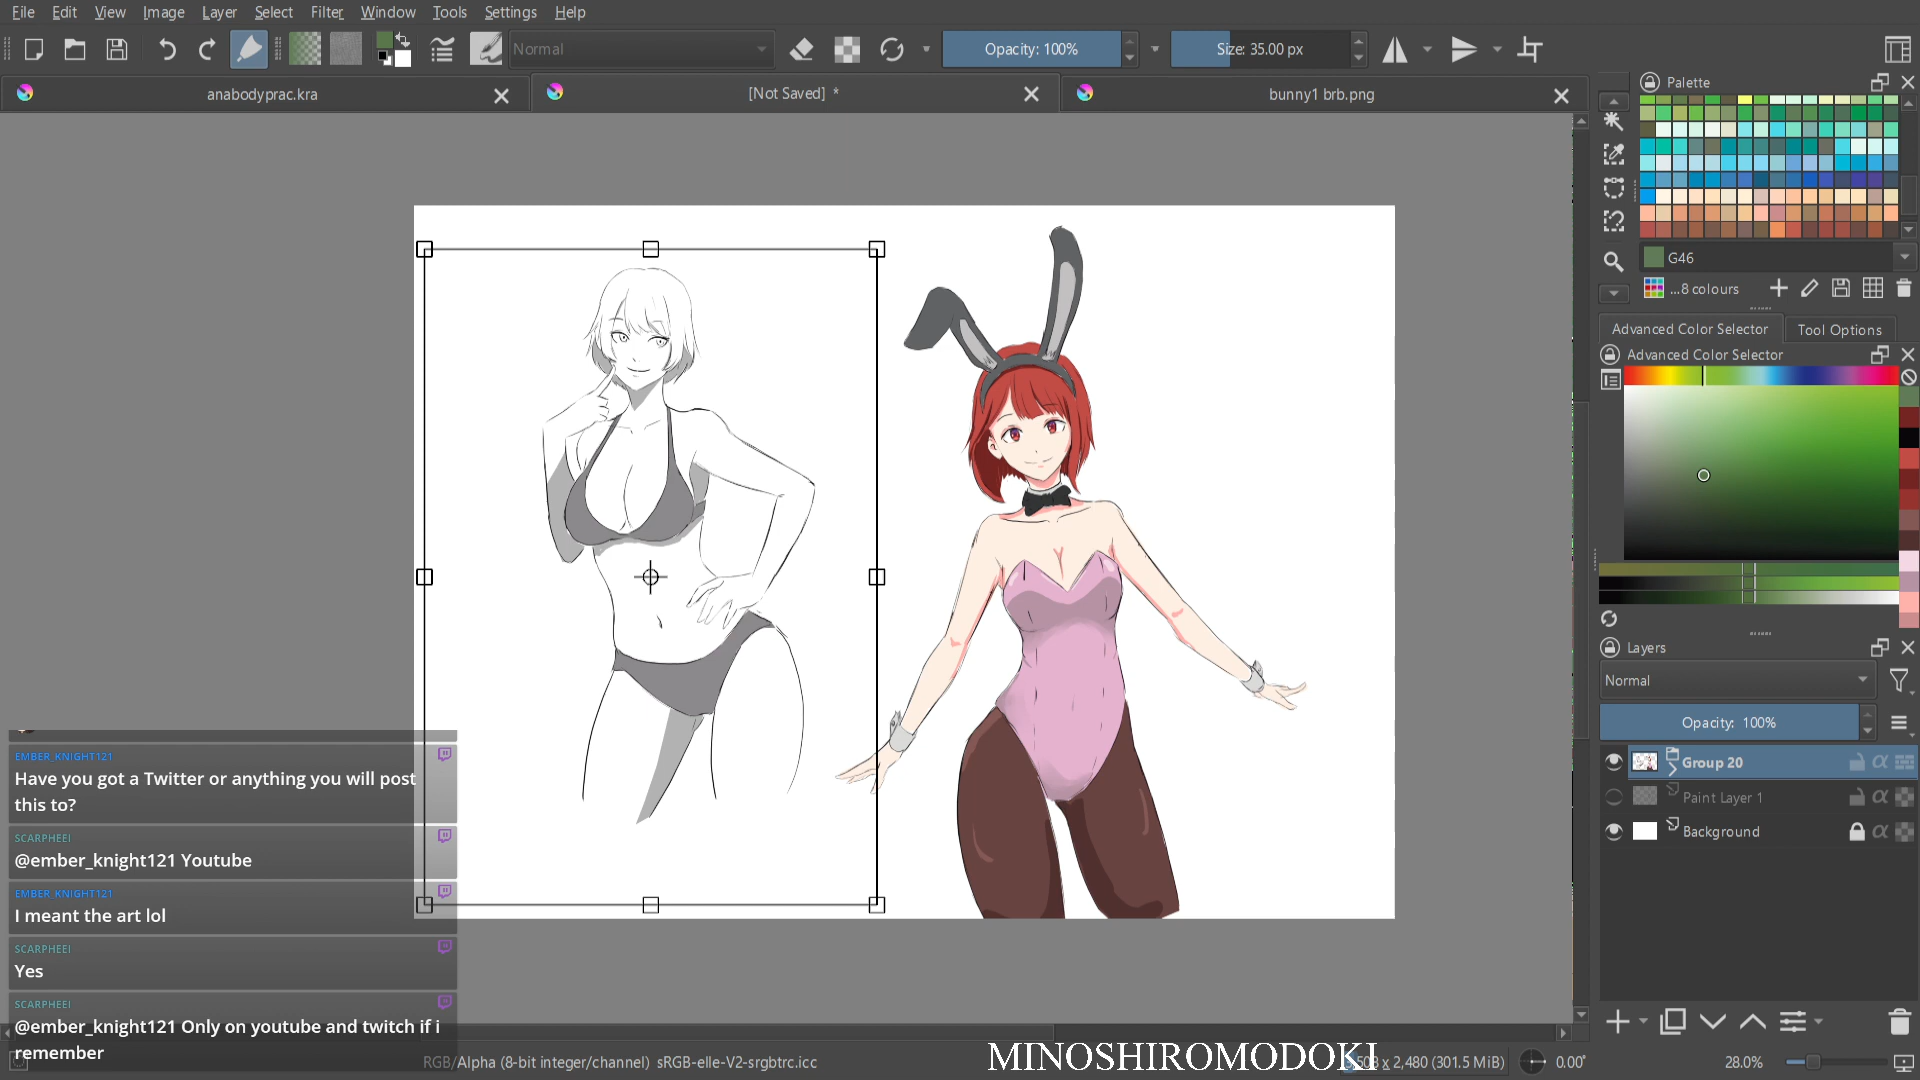 File Edit View Image Layer Select Filter Window Tools Settings Help
Normal
Opacity: 100%
Size: 35.00 px
anabodyprac.kra
[Not Saved] *
bunny1 brb.png
Palette
G46
...8 colours
Advanced Color Selector
Tool Options
Advanced Color Selector
Layers
Normal
Opacity: 100%
Group 20
Paint Layer 1
Background
EMBER_KNIGHT121
Have you got a Twitter or anything you will post
this to?
SCARPHEEI
@ember_knight121 Youtube
EMBER_KNIGHT121
I meant the art lol
SCARPHEEI
Yes
SCARPHEEI
@ember_knight121 Only on youtube and twitch if i
remember
RGB/Alpha (8-bit integer/channel) sRGB-elle-V2-srgbtrc.icc
MINOSHIROMODOKI
x 2,480 (301.5 MiB)
0.00°
28.0%